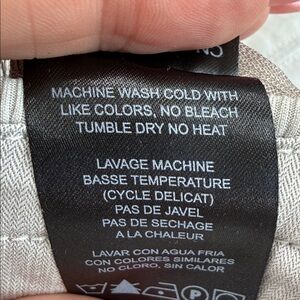 CN
MACHINE WASH COLD WITH
LIKE COLORS, NO BLEACH
TUMBLE DRY NO HEAT
LAVAGE MACHINE
BASSE TEMPERATURE
(CYCLE DELICAT)
PAS DE JAVEL
PAS DE SECHAGE
A LA CHALEUR
LAVAR CON AGUA FRIA
CON COLORES SIMILARES
NO CLORO, SIN CALOR